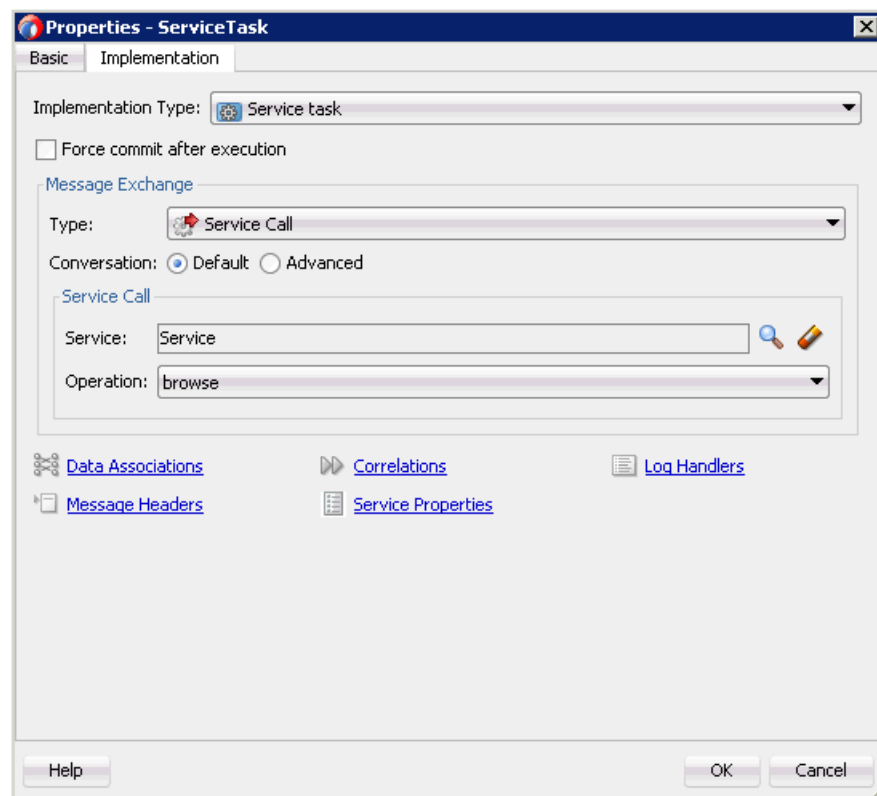 Properties - ServiceTask
Basic Implementation
Implementation Type: Service task
Force commit after execution
Message Exchange
Type: Service Call
Conversation: Default Advanced
Service Call
Service: Service
Operation: browse
Data Associations Correlations Log Handlers
Message Headers Service Properties
Help OK Cancel